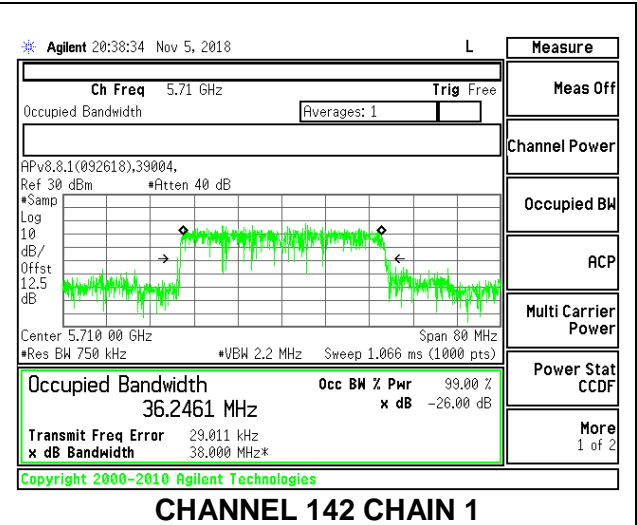 Agilent 20:38:34 Nov 5, 2018 L
Measure
Ch Freq 5.71 GHz Trig Free
Occupied Bandwidth Averages: 1
APv8.8.1(092618),39004,
Ref 30 dBm #Atten 40 dB
#Samp
Log
10
dB/
Offst
12.5
dB
Center 5.710 00 GHz Span 80 MHz
#Res BW 750 kHz #VBW 2.2 MHz Sweep 1.066 ms (1000 pts)
Occupied Bandwidth Occ BW % Pwr 99.00 %
36.2461 MHz x dB -26.00 dB
Transmit Freq Error 29.011 kHz
x dB Bandwidth 38.000 MHz*
Copyright 2000-2010 Agilent Technologies
Meas Off
Channel Power
Occupied BW
ACP
Multi Carrier
Power
Power Stat
CCDF
More
1 of 2
CHANNEL 142 CHAIN 1